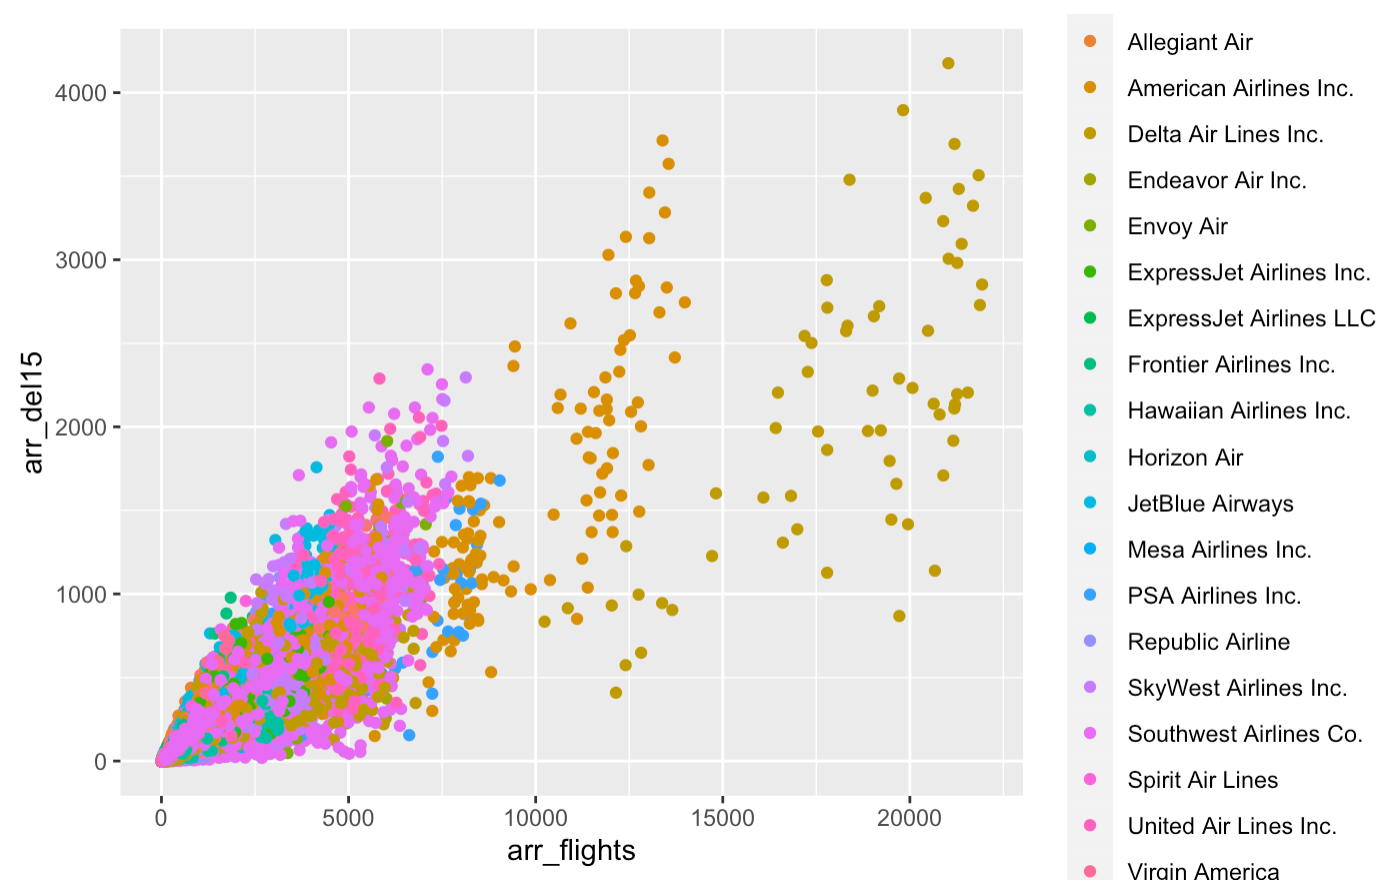 arr_del15
4000
3000
2000
1000
0
0
5000
10000
15000
20000
arr_flights
Allegiant Air
American Airlines Inc.
Delta Air Lines Inc.
Endeavor Air Inc.
Envoy Air
ExpressJet Airlines Inc.
ExpressJet Airlines LLC
Frontier Airlines Inc.
Hawaiian Airlines Inc.
Horizon Air
JetBlue Airways
Mesa Airlines Inc.
PSA Airlines Inc.
Republic Airline
SkyWest Airlines Inc.
Southwest Airlines Co.
Spirit Air Lines
United Air Lines Inc.
Virgin America